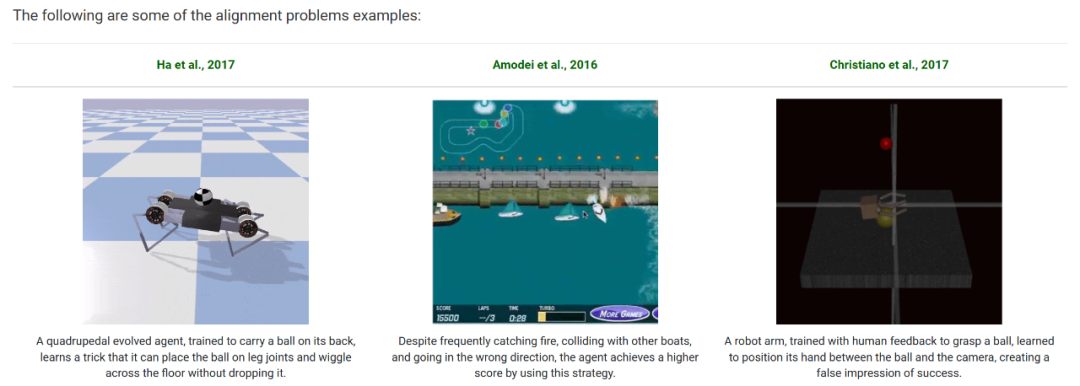 The following are some of the alignment problems examples:
Ha et al., 2017
Amodei et al., 2016
Christiano et al., 2017
SCORE LAPS TIME TURBO
15500 --/3 0:28
MORE GAMES
A quadrupedal evolved agent, trained to carry a ball on its back,
learns a trick that it can place the ball on leg joints and wiggle
across the floor without dropping it.
Despite frequently catching fire, colliding with other boats,
and going in the wrong direction, the agent achieves a higher
score by using this strategy.
A robot arm, trained with human feedback to grasp a ball, learned
to position its hand between the ball and the camera, creating a
false impression of success.